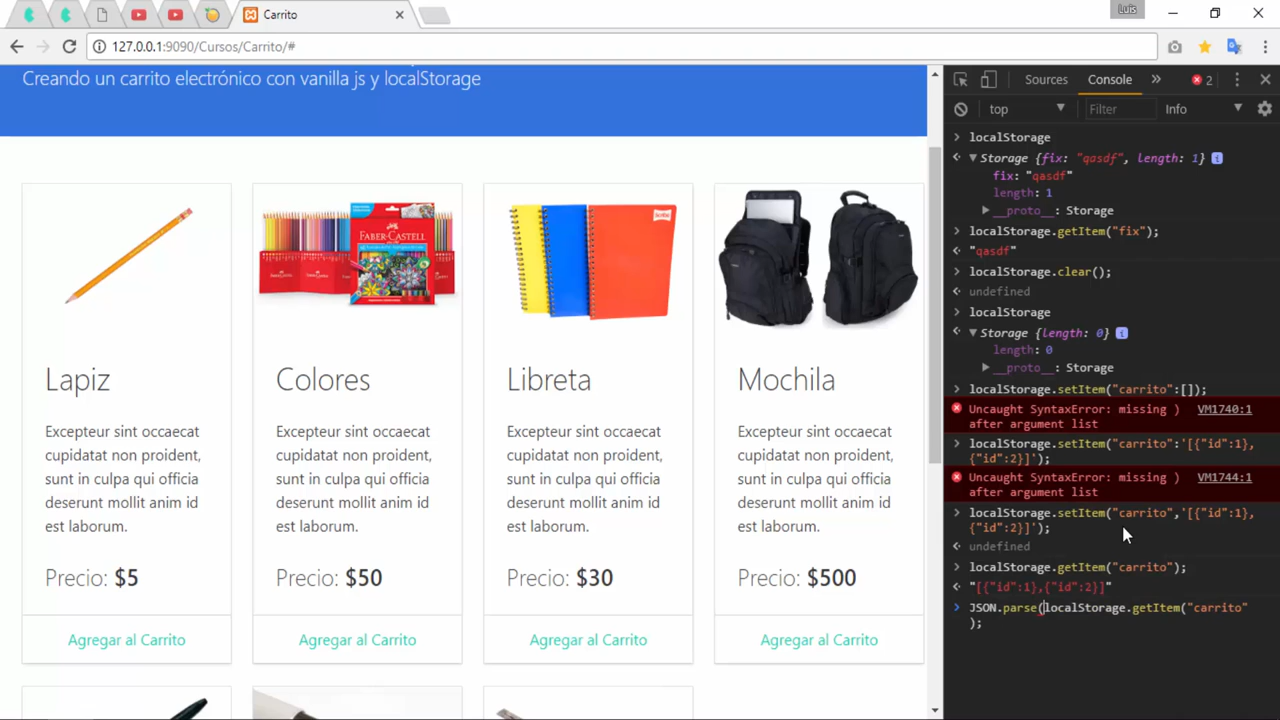 Carrito
Luis
127.0.0.1:9090/Cursos/Carrito/#
Creando un carrito electrónico con vanilla js y localStorage
FABER-CASTELL
Lapiz
Excepteur sint occaecat
cupidatat non proident,
sunt in culpa qui officia
deserunt mollit anim id
est laborum.
Precio: $5
Agregar al Carrito
Colores
Excepteur sint occaecat
cupidatat non proident,
sunt in culpa qui officia
deserunt mollit anim id
est laborum.
Precio: $50
Agregar al Carrito
Libreta
Excepteur sint occaecat
cupidatat non proident,
sunt in culpa qui officia
deserunt mollit anim id
est laborum.
Precio: $30
Agregar al Carrito
Mochila
Excepteur sint occaecat
cupidatat non proident,
sunt in culpa qui officia
deserunt mollit anim id
est laborum.
Precio: $500
Agregar al Carrito
Sources Console » 2
top Filter Info
localStorage
Storage {fix: "qasdf", length: 1}
fix: "qasdf"
length: 1
__proto__: Storage
localStorage.getItem("fix");
"qasdf"
localStorage.clear();
undefined
localStorage
Storage {length: 0}
length: 0
__proto__: Storage
localStorage.setItem("carrito":[]);
Uncaught SyntaxError: missing ) VM1740:1
after argument list
localStorage.setItem("carrito":'[{"id":1},
{"id":2}]');
Uncaught SyntaxError: missing ) VM1744:1
after argument list
localStorage.setItem("carrito",'[{"id":1},
{"id":2}]');
undefined
localStorage.getItem("carrito");
"[{"id":1},{"id":2}]"
JSON.parse(localStorage.getItem("carrito"
);